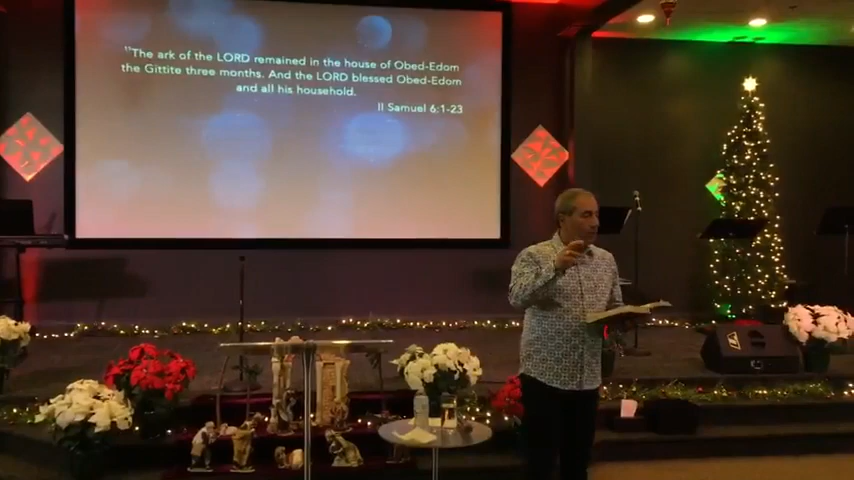 ¹¹The ark of the LORD remained in the house of Obed-Edom
the Gittite three months. And the LORD blessed Obed-Edom
and all his household.
II Samuel 6:1-23